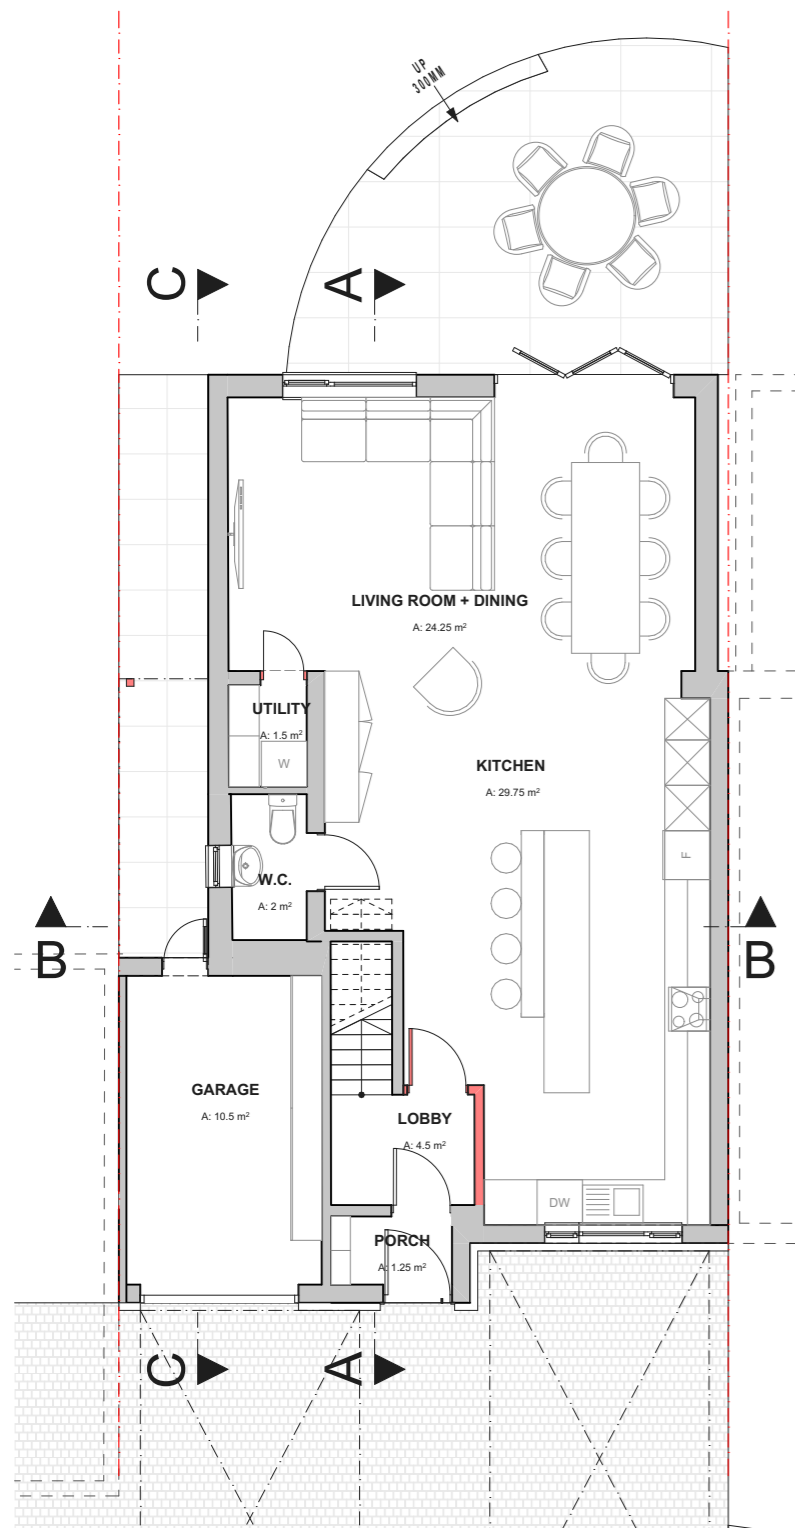 UP
300MM
C
A
LIVING ROOM + DINING
A: 24.25 m²
UTILITY
A: 1.5 m²
W
KITCHEN
A: 29.75 m²
F
W.C.
A: 2 m²
B
B
GARAGE
A: 10.5 m²
LOBBY
A: 4.5 m²
DW
PORCH
A: 1.25 m²
C
A